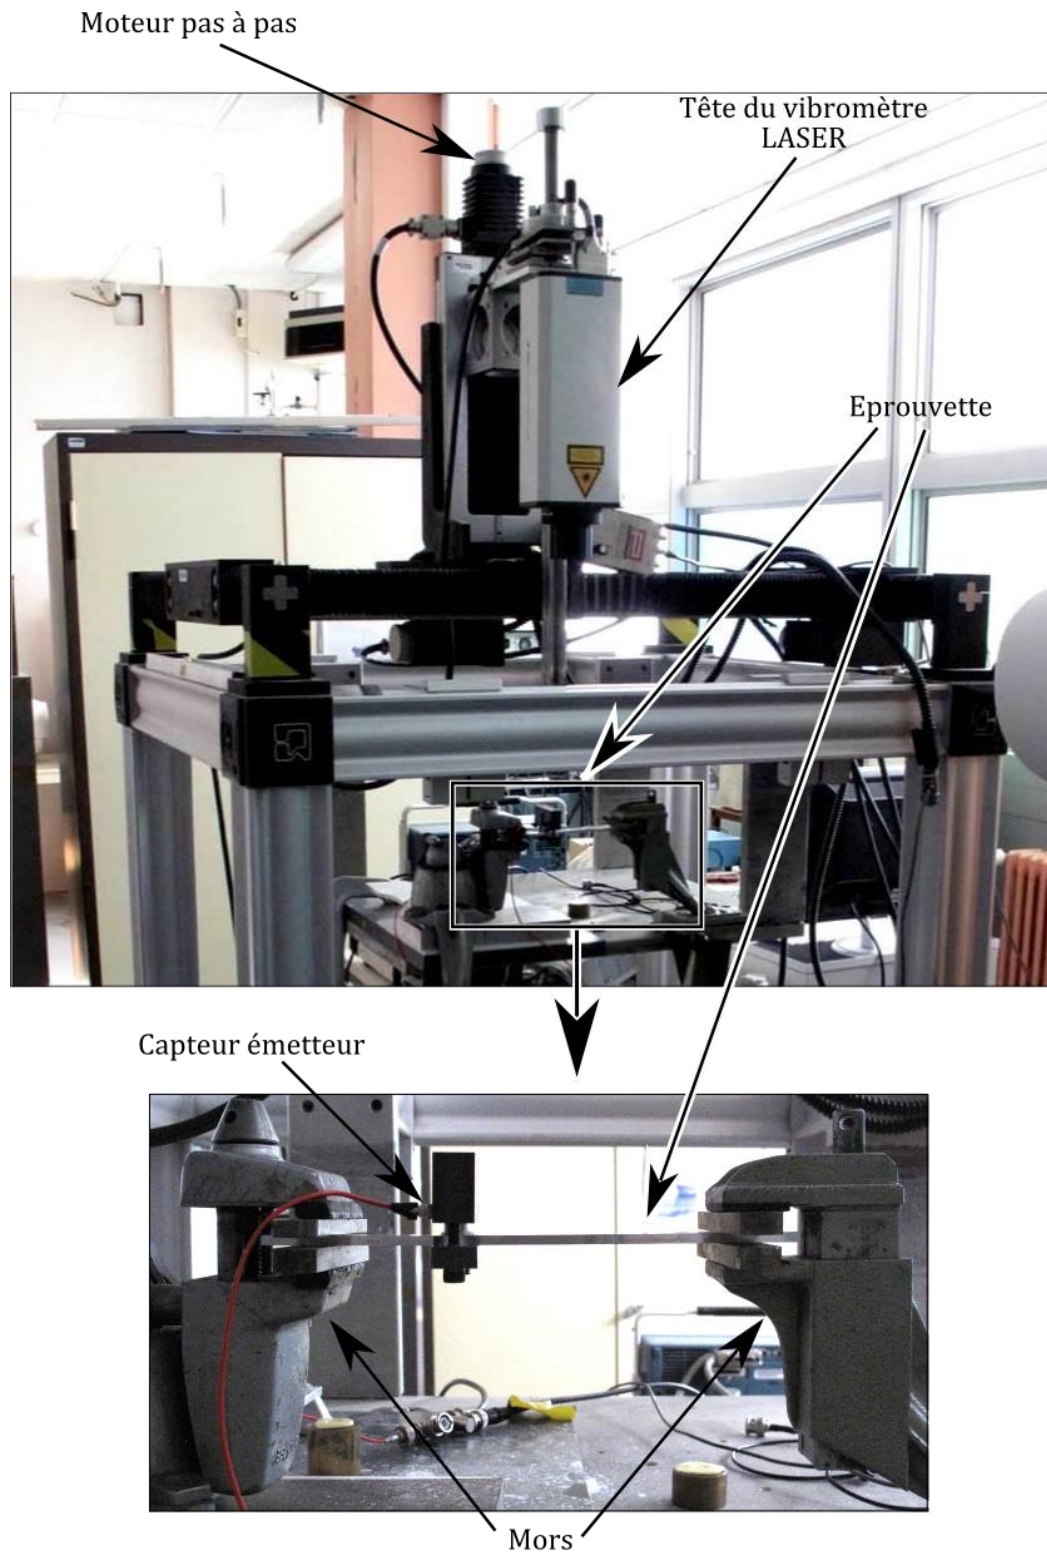 Moteur pas à pas
Tête du vibromètre
LASER
Eprouvette
Capteur émetteur
Mors